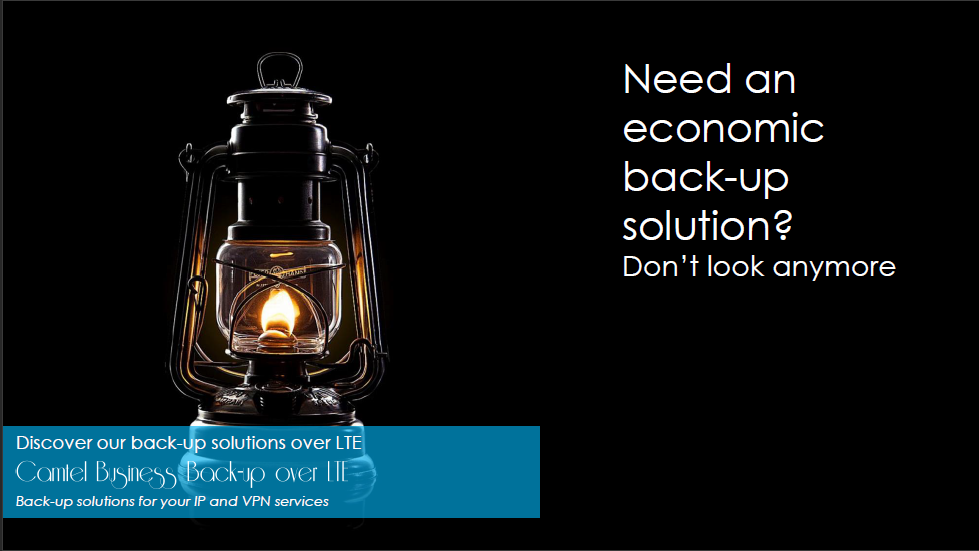 Need an
economic
back-up
solution?
Don't look anymore
Discover our back-up solutions over LTE
Camtel Business Back-up over LTE
Back-up solutions for your IP and VPN services